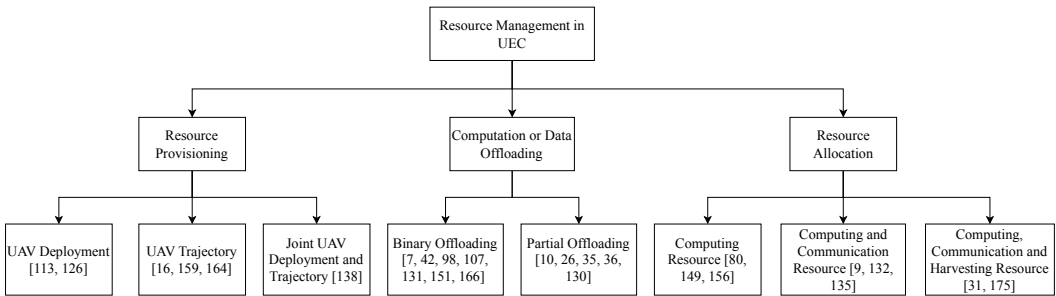 Resource Management in
UEC
Resource
Provisioning
Computation or Data
Offloading
Resource
Allocation
UAV Deployment
[113, 126]
UAV Trajectory
[16, 159, 164]
Joint UAV
Deployment and
Trajectory [138]
Binary Offloading
[7, 42, 98, 107,
131, 151, 166]
Partial Offloading
[10, 26, 35, 36,
130]
Computing
Resource [80,
149, 156]
Computing and
Communication
Resource [9, 132,
135]
Computing,
Communication and
Harvesting Resource
[31, 175]